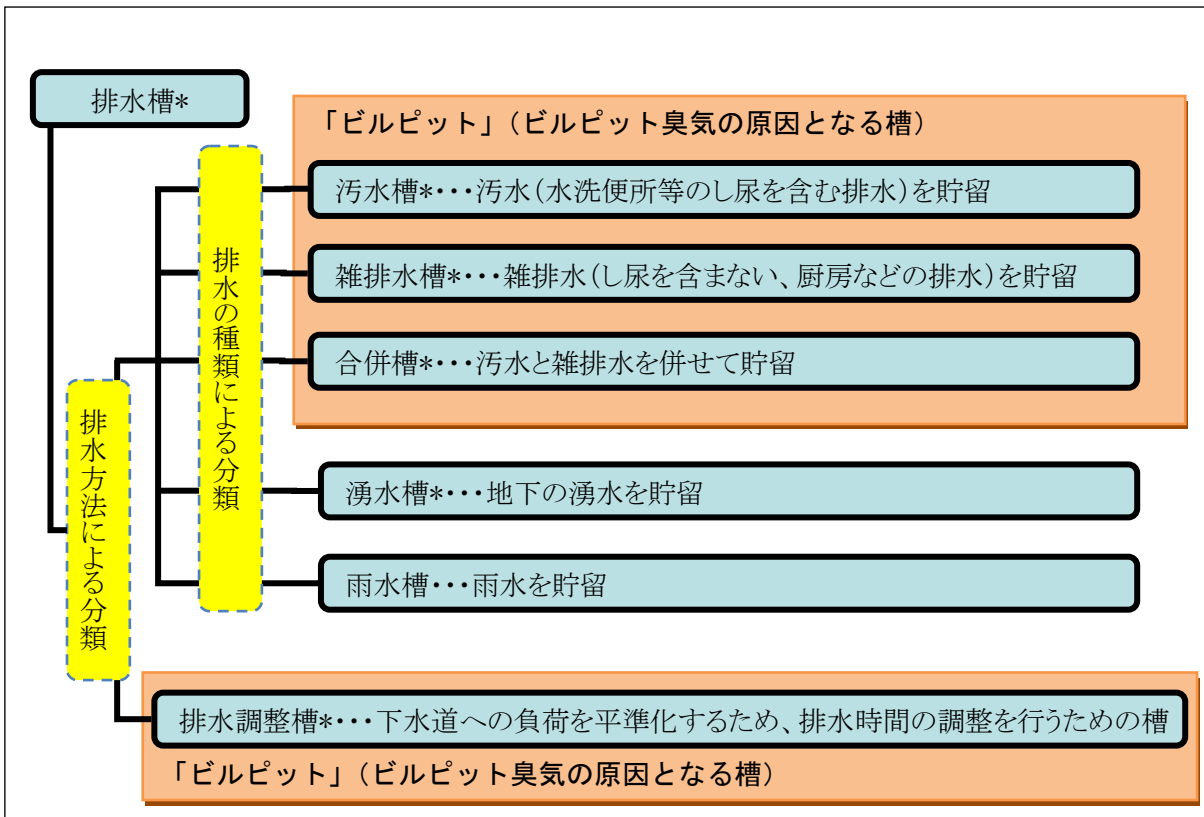 排水槽*
「ビルピット」(ビルピット臭気の原因となる槽)
汚水槽*・・・汚水(水洗便所等のし尿を含む排水)を貯留
雑排水槽*・・・雑排水(し尿を含まない、厨房などの排水)を貯留
合併槽*・・・汚水と雑排水を併せて貯留
排水の種類による分類
排水方法による分類
湧水槽*・・・地下の湧水を貯留
雨水槽・・・雨水を貯留
排水調整槽*・・・下水道への負荷を平準化するため、排水時間の調整を行うための槽
「ビルピット」(ビルピット臭気の原因となる槽)